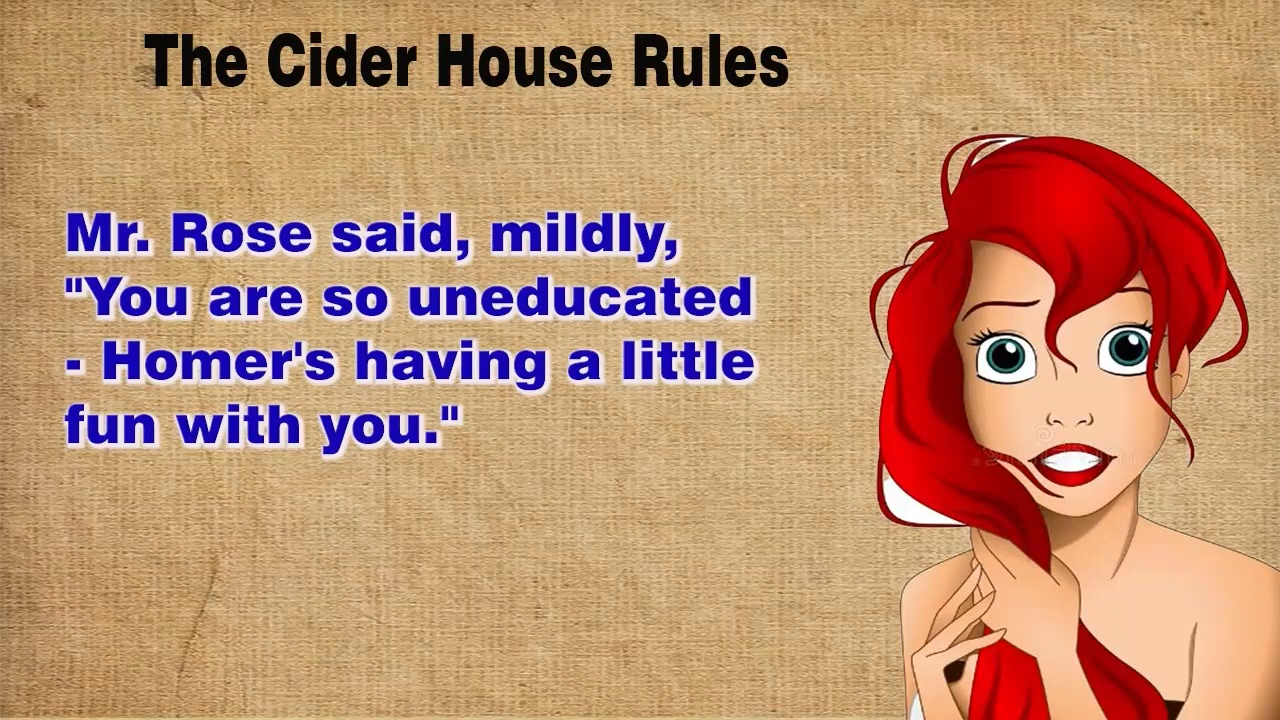 The Cider House Rules
Mr. Rose said, mildly,
"You are so uneducated
- Homer's having a little
fun with you."